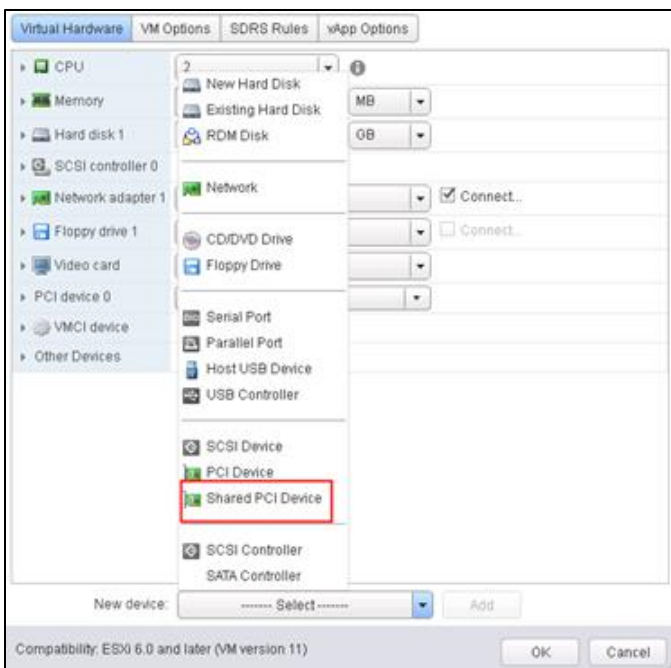 Virtual Hardware VM Options SDRS Rules vApp Options
CPU 2
Memory MB
Hard disk 1 GB
SCSI controller 0
Network adapter 1 Connect...
Floppy drive 1 Connect...
Video card
PCI device 0
VMCI device
Other Devices
New Hard Disk
Existing Hard Disk
RDM Disk
Network
CD/DVD Drive
Floppy Drive
Serial Port
Parallel Port
Host USB Device
USB Controller
SCSI Device
PCI Device
Shared PCI Device
SCSI Controller
SATA Controller
New device: ------- Select ------- Add
Compatibility: ESXi 6.0 and later (VM version 11) OK Cancel